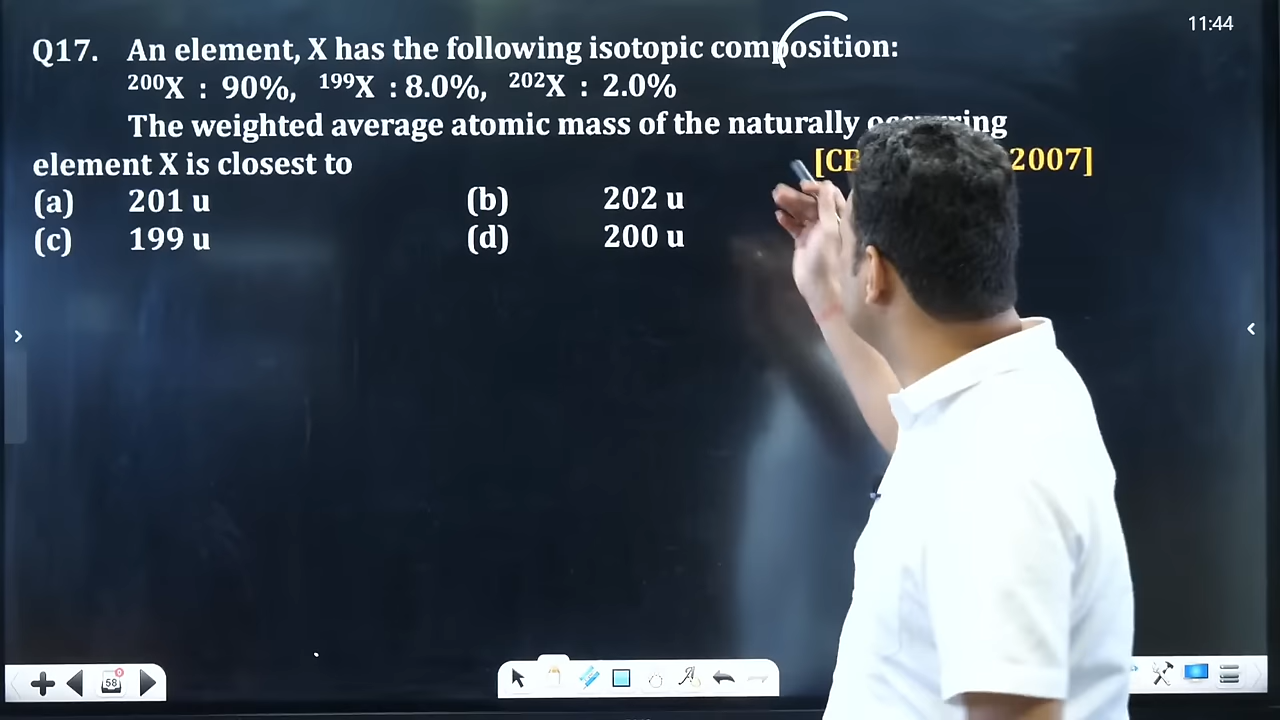 11:44
Q17. An element, X has the following isotopic composition:
²⁰⁰X : 90%, ¹⁹⁹X : 8.0%, ²⁰²X : 2.0%
The weighted average atomic mass of the naturally occurring
element X is closest to 2007]
(a) 201 u (b) 202 u
(c) 199 u (d) 200 u
58